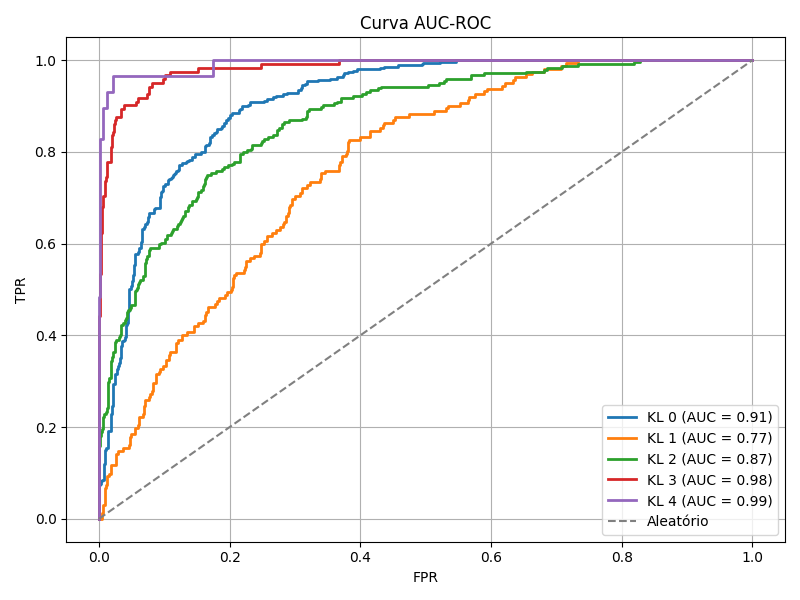 Curva AUC-ROC
1.0
0.8
0.6
0.4
0.2
0.0
TPR
0.0
0.2
0.4
0.6
0.8
1.0
FPR
KL 0 (AUC = 0.91)
KL 1 (AUC = 0.77)
KL 2 (AUC = 0.87)
KL 3 (AUC = 0.98)
KL 4 (AUC = 0.99)
Aleatório